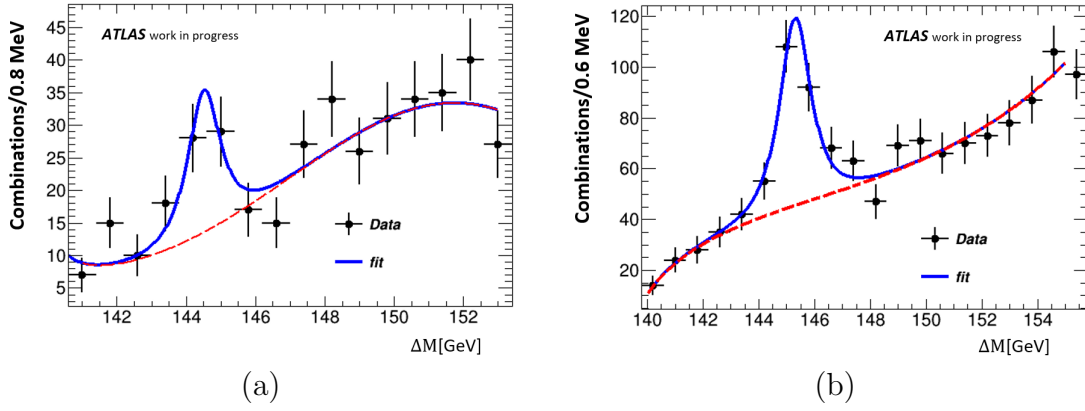 Combinations/0.8 MeV
45
40
35
30
25
20
15
10
5
ATLAS work in progress
Data
fit
142 144 146 148 150 152
ΔM[GeV]
(a)
Combinations/0.6 MeV
120
100
80
60
40
20
ATLAS work in progress
Data
fit
140 142 144 146 148 150 152 154
ΔM[GeV]
(b)